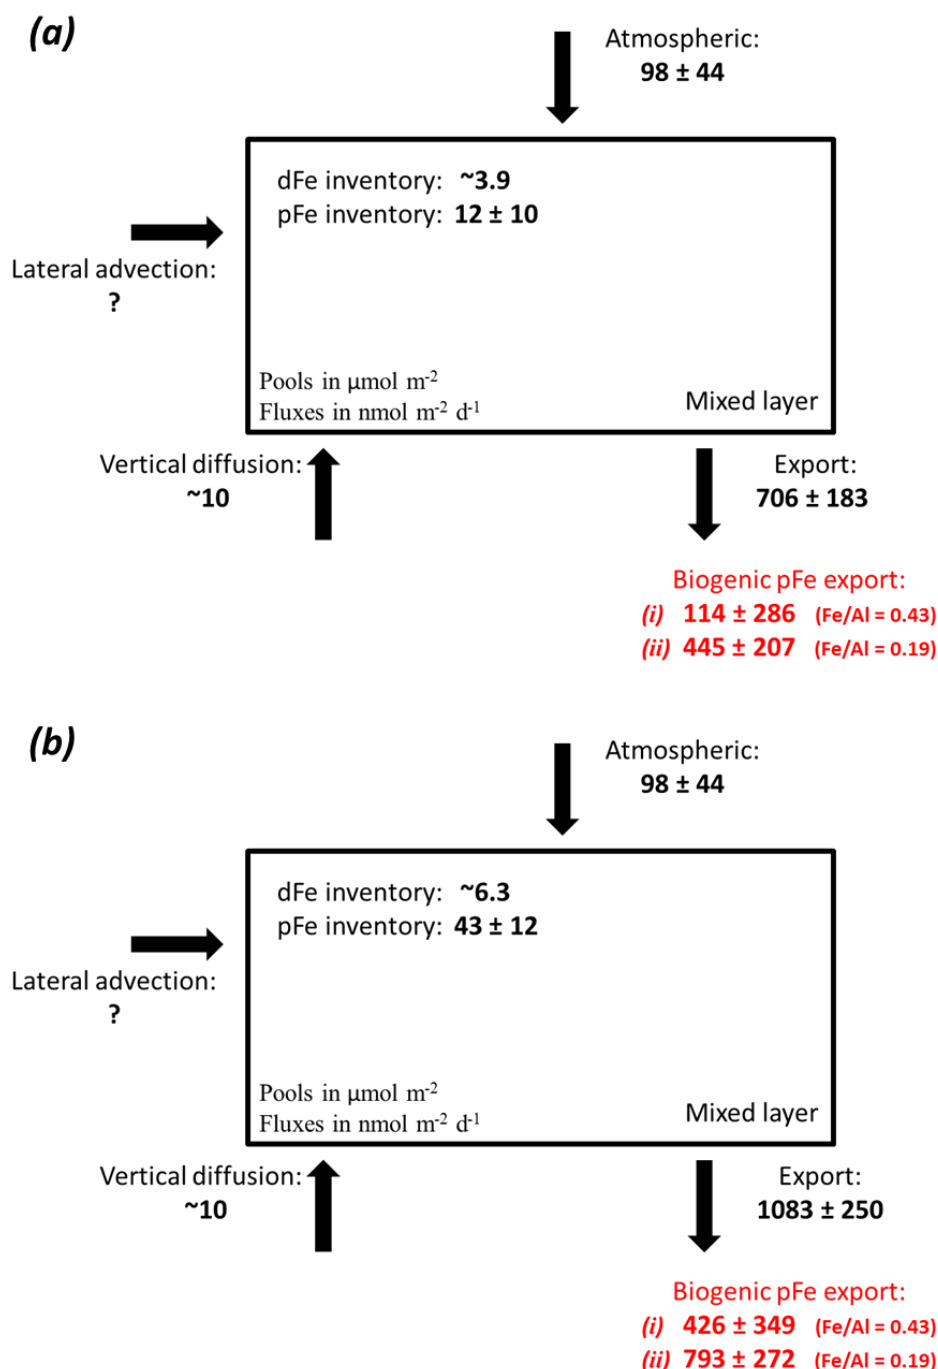 (a)
Atmospheric:
98 ± 44
dFe inventory: ~3.9
pFe inventory: 12 ± 10
Lateral advection:
?
Pools in µmol m-2
Fluxes in nmol m-2 d-1
Mixed layer
Vertical diffusion:
~10
Export:
706 ± 183
Biogenic pFe export:
(i) 114 ± 286 (Fe/Al = 0.43)
(ii) 445 ± 207 (Fe/Al = 0.19)
(b)
Atmospheric:
98 ± 44
dFe inventory: ~6.3
pFe inventory: 43 ± 12
Lateral advection:
?
Pools in µmol m-2
Fluxes in nmol m-2 d-1
Mixed layer
Vertical diffusion:
~10
Export:
1083 ± 250
Biogenic pFe export:
(i) 426 ± 349 (Fe/Al = 0.43)
(ii) 793 ± 272 (Fe/Al = 0.19)